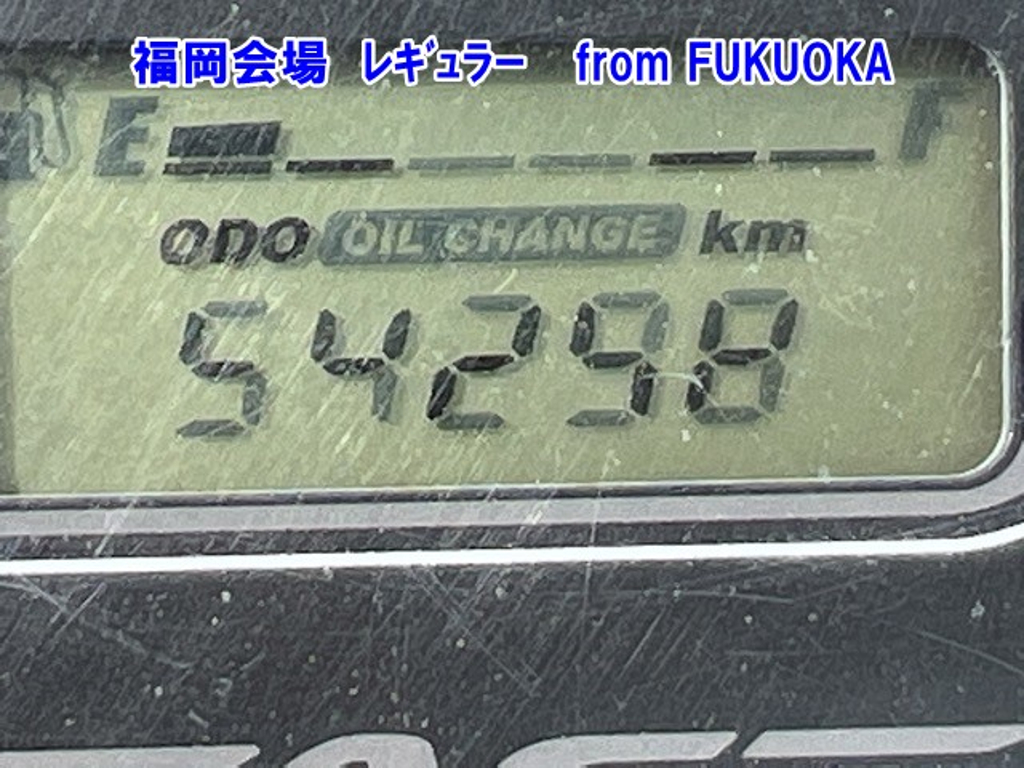 福岡会場 ﾚｷﾞｭﾗｰ from FUKUOKA
E F
ODO OIL CHANGE km
54298